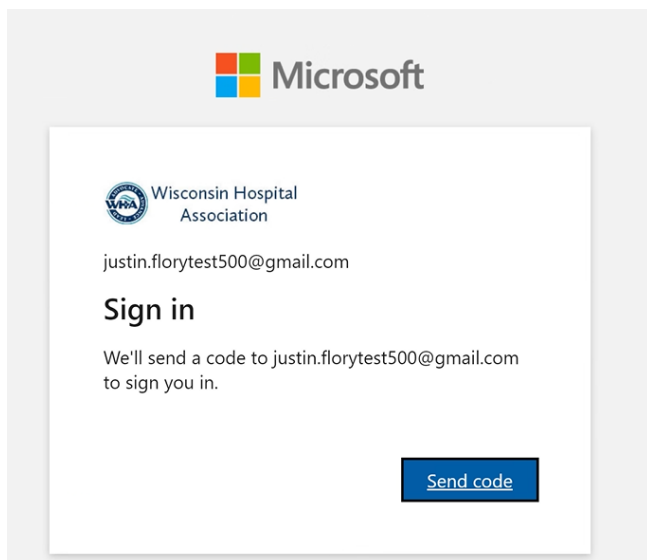 Microsoft
WHA
Wisconsin Hospital
Association
justin.florytest500@gmail.com
Sign in
We'll send a code to justin.florytest500@gmail.com
to sign you in.
Send code